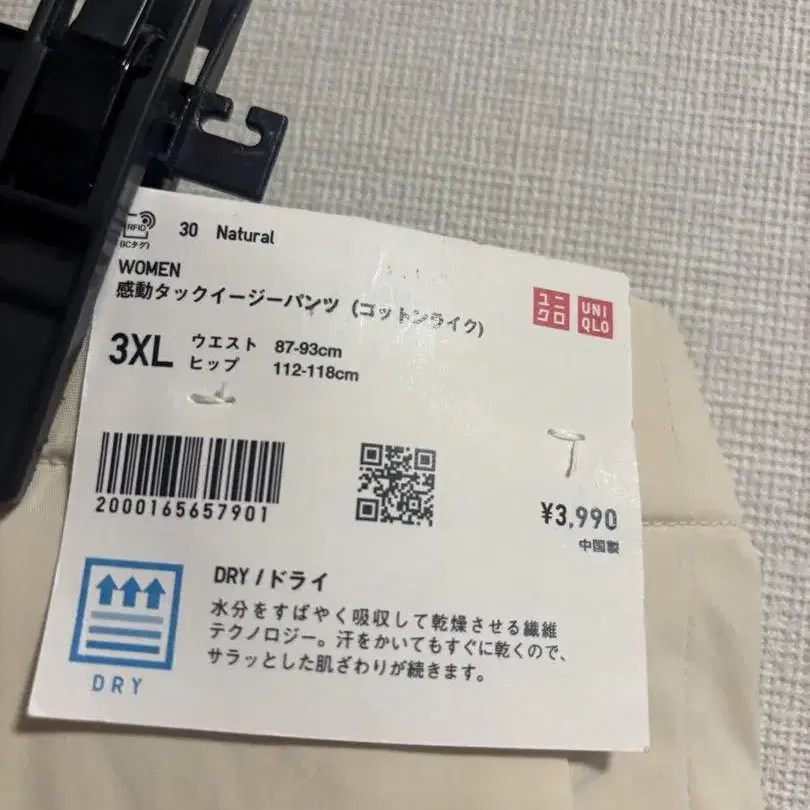 RFID
(ICタグ)
30 Natural
WOMEN
感動タックイージーパンツ (コットンライク)
ユニ
クロ
UNI
QLO
3XL
ウエスト 87-93cm
ヒップ 112-118cm
2000165657901
¥3,990
中国製
DRY
DRY / ドライ
水分をすばやく吸収して乾燥させる繊維
テクノロジー。汗をかいてもすぐに乾くので、
サラッとした肌ざわりが続きます。